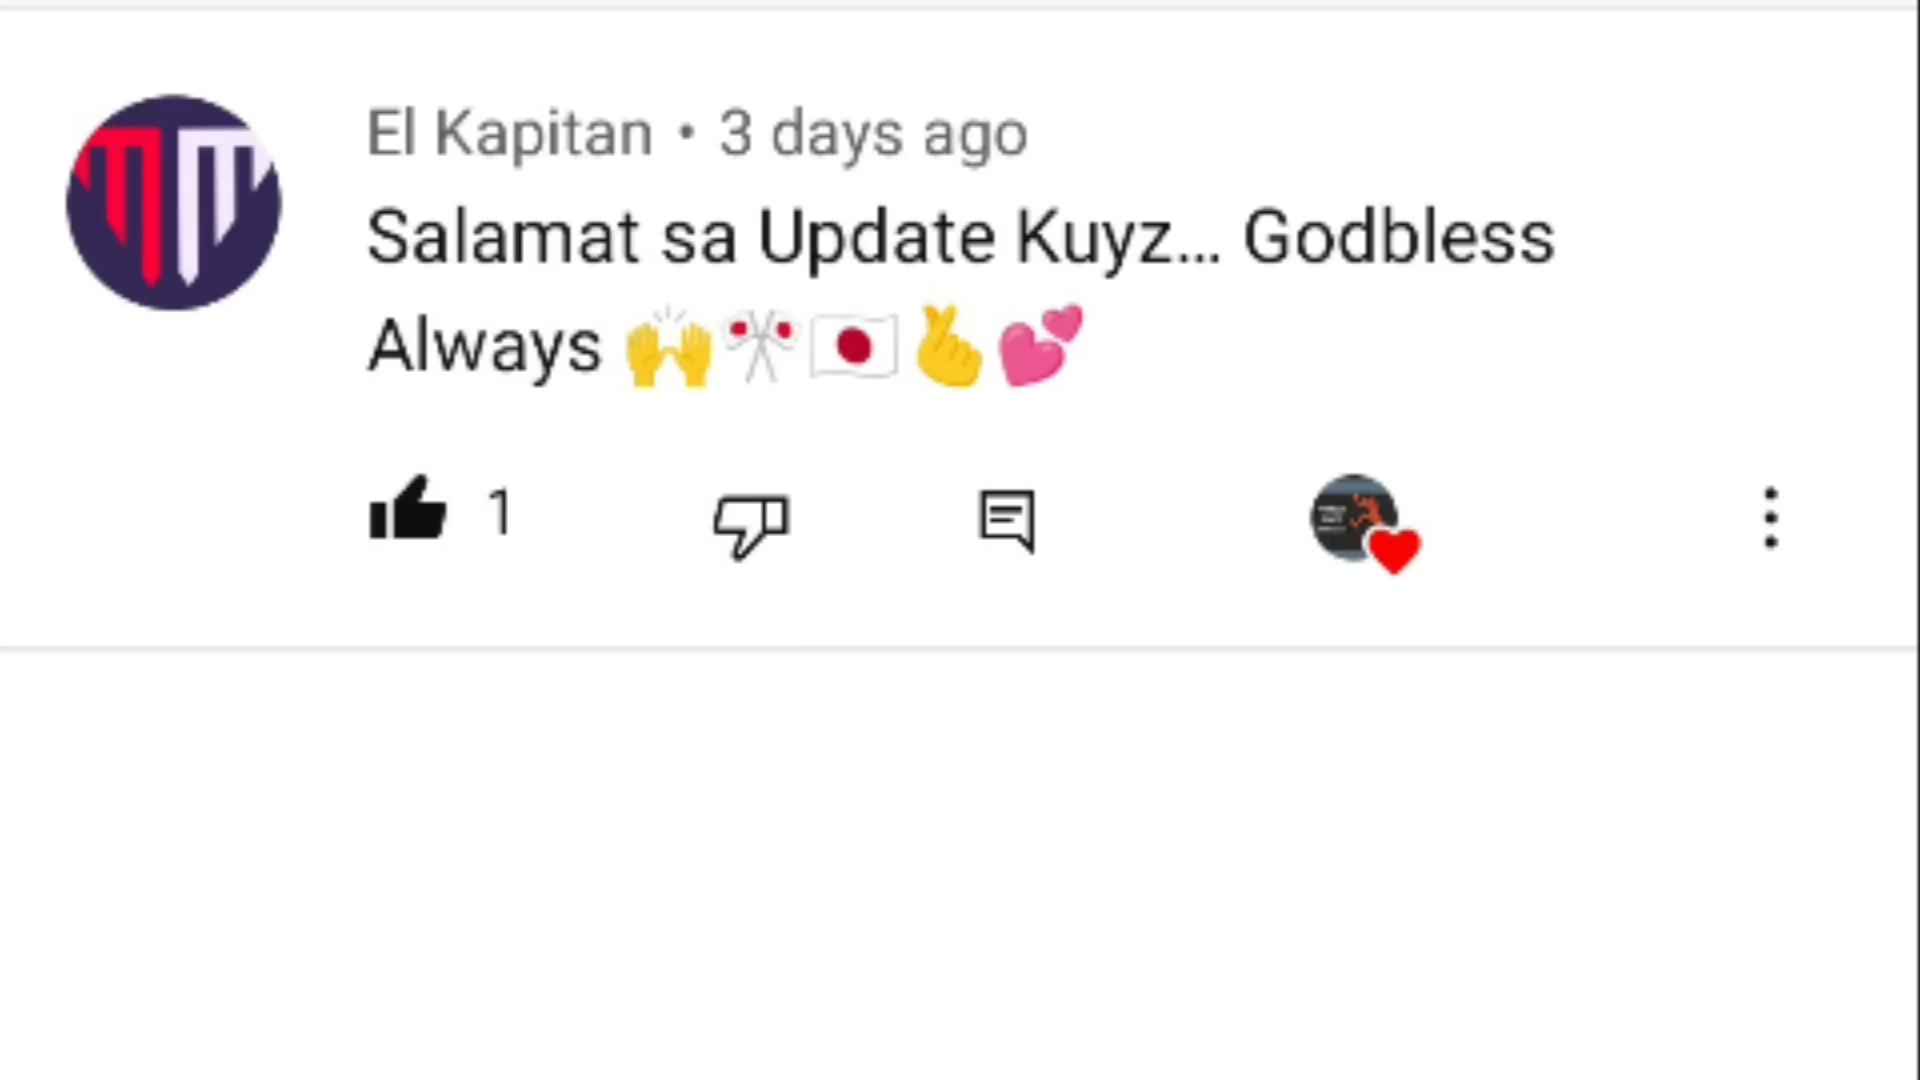 El Kapitan • 3 days ago
Salamat sa Update Kuyz... Godbless
Always 🙌🎌🇯🇵🫰💕
1